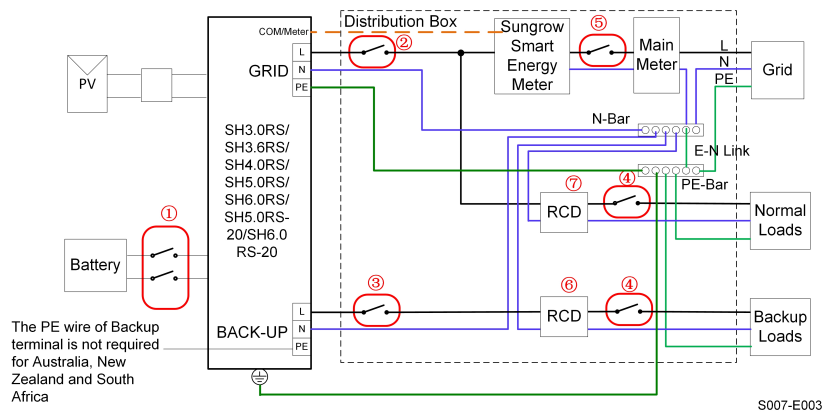 Distribution Box
COM/Meter
L
N
PE
GRID
②
Sungrow
Smart
Energy
Meter
⑤
Main
Meter
L
N
PE
Grid
PV
N-Bar
E-N Link
PE-Bar
SH3.0RS/
SH3.6RS/
SH4.0RS/
SH5.0RS/
SH6.0RS/
SH5.0RS-
20/SH6.0
RS-20
①
Battery
⑦
RCD
④
Normal
Loads
③
⑥
RCD
④
Backup
Loads
BACK-UP
L
N
PE
The PE wire of Backup
terminal is not required
for Australia, New
Zealand and South
Africa
S007-E003